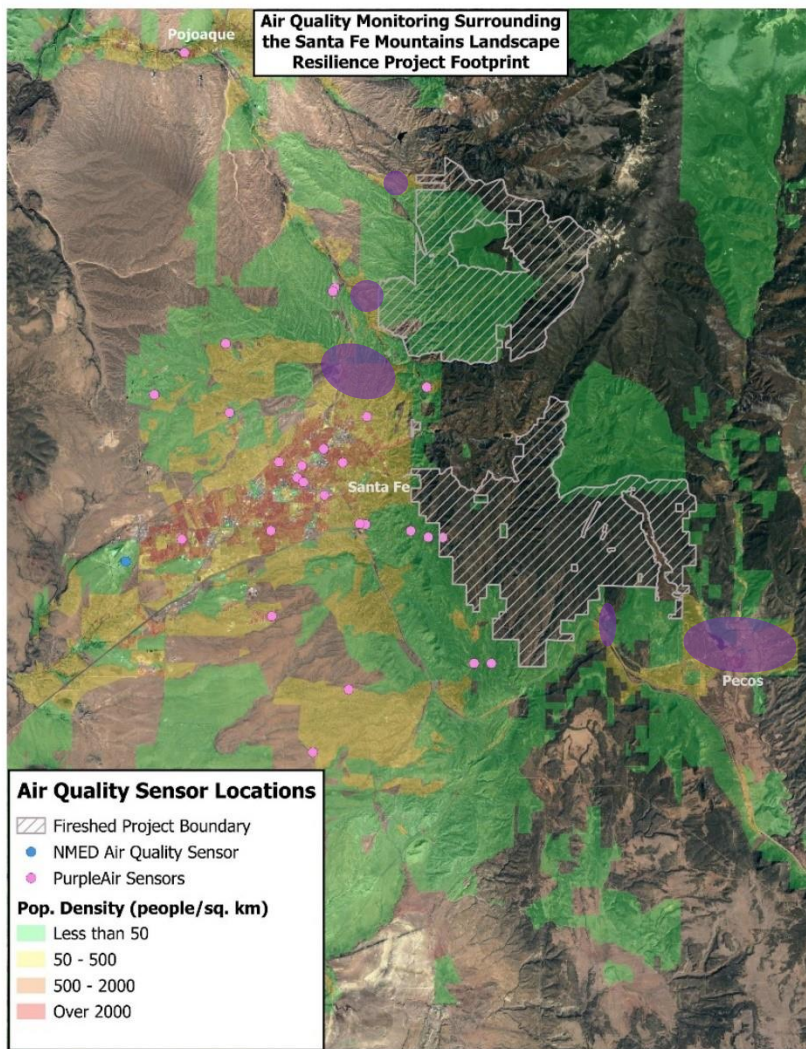 Air Quality Monitoring Surrounding
the Santa Fe Mountains Landscape
Resilience Project Footprint
Pojoaque
Santa Fe
Pecos
Air Quality Sensor Locations
Fireshed Project Boundary
NMED Air Quality Sensor
PurpleAir Sensors
Pop. Density (people/sq. km)
Less than 50
50 - 500
500 - 2000
Over 2000